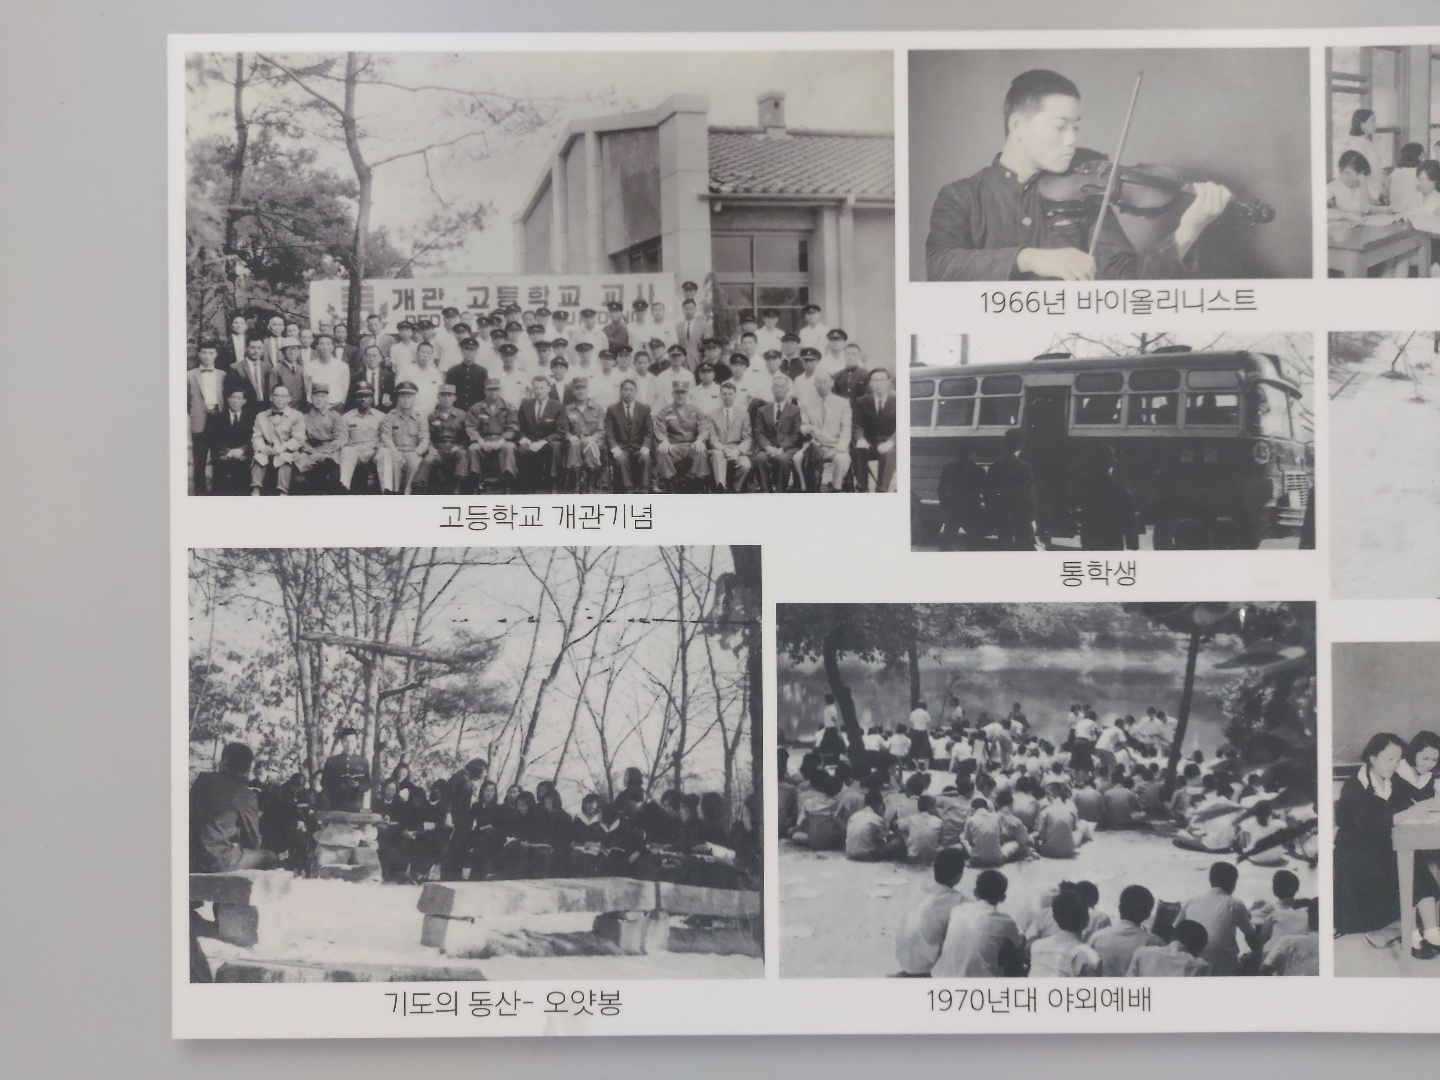 개관 고등학교 교사
고등학교 개관기념
1966년 바이올리니스트
통학생
기도의 동산- 오얏봉
1970년대 야외예배